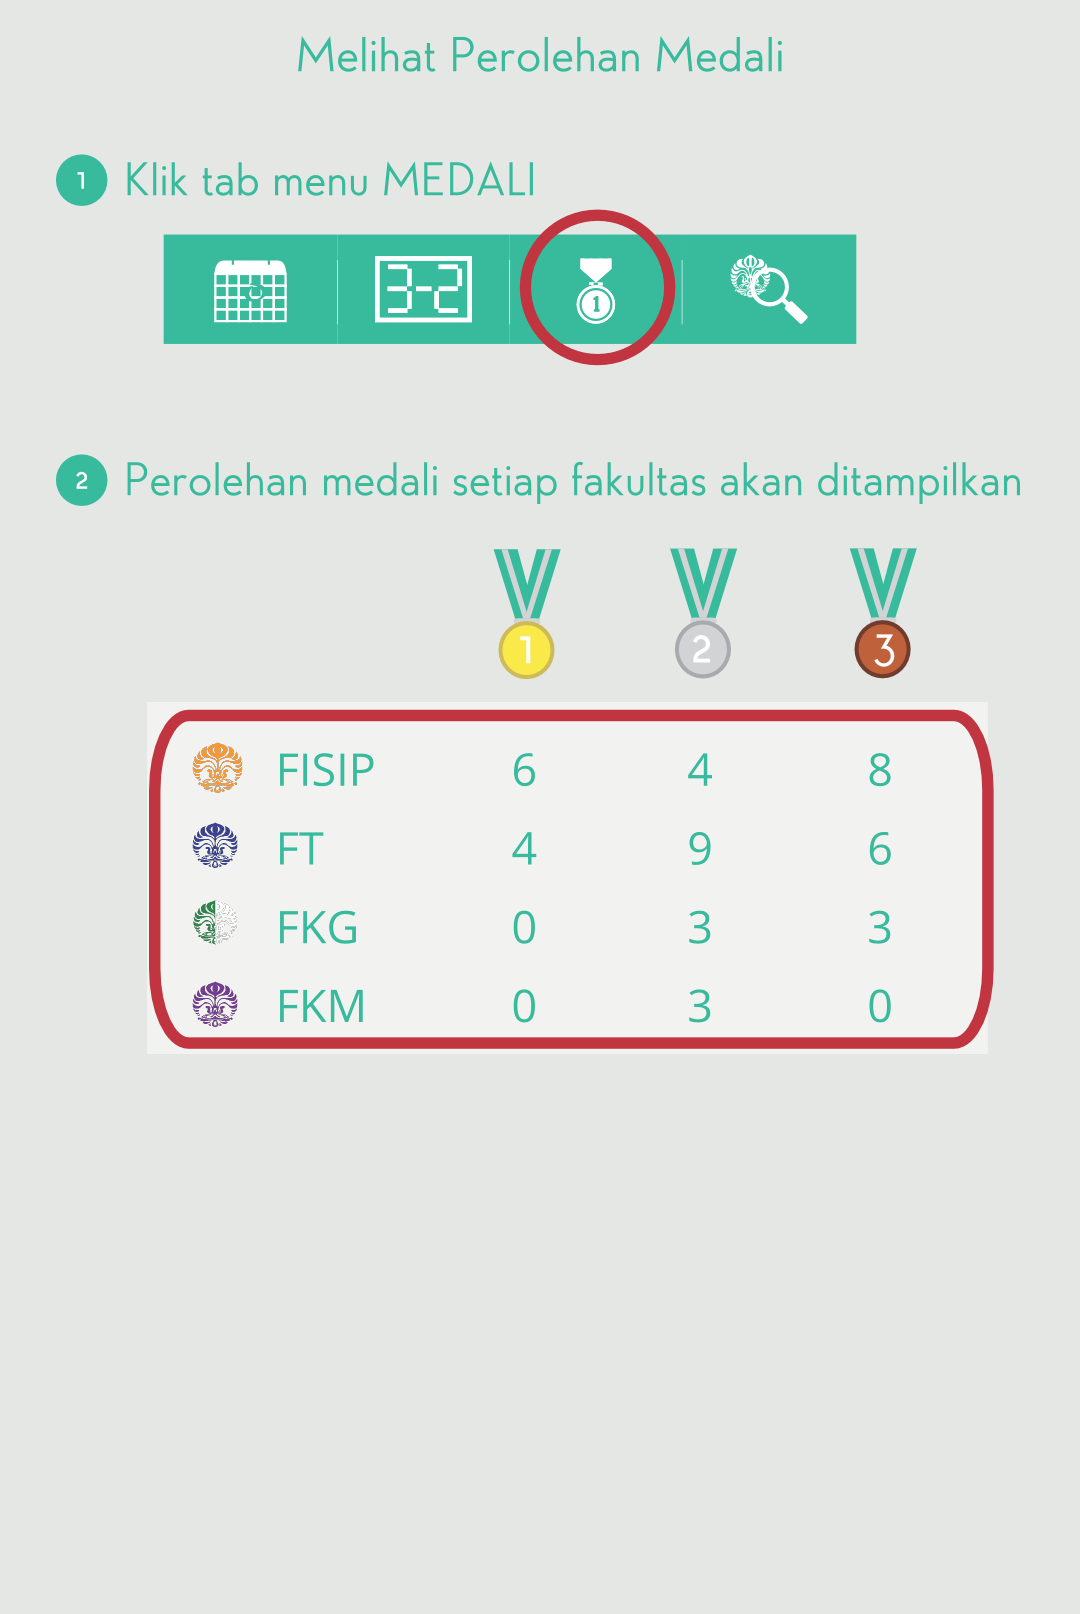 Melihat Perolehan Medali
1 Klik tab menu MEDALI
3-2 1
2 Perolehan medali setiap fakultas akan ditampilkan
1 2 3
FISIP 6 4 8
FT 4 9 6
FKG 0 3 3
FKM 0 3 0